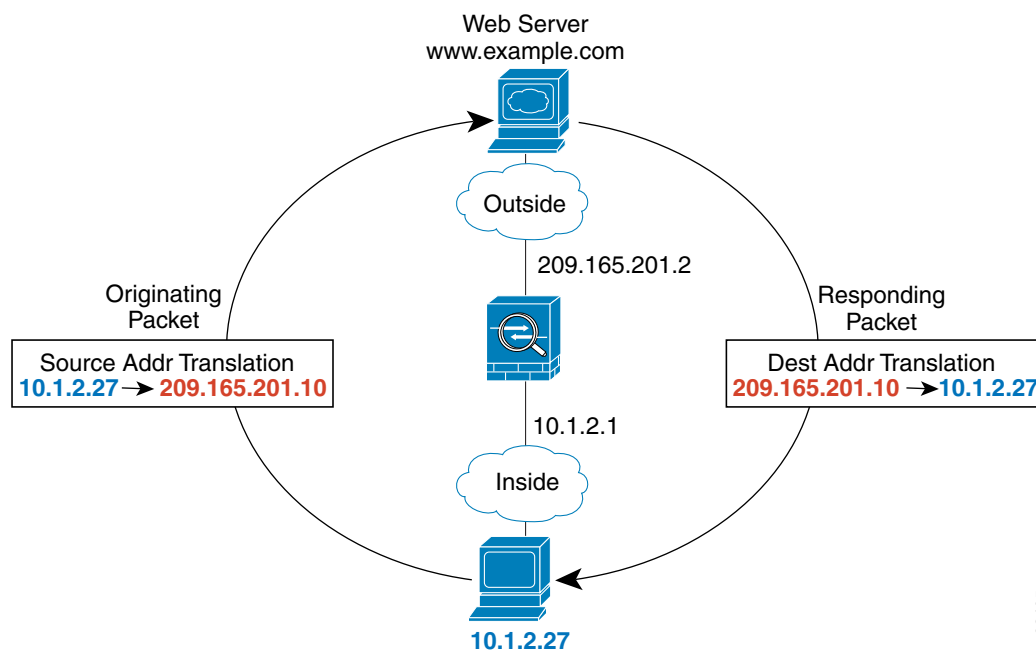 Web Server
www.example.com
Outside
209.165.201.2
Originating
Packet
Source Addr Translation
10.1.2.27 209.165.201.10
Responding
Packet
Dest Addr Translation
209.165.201.10 10.1.2.27
10.1.2.1
Inside
10.1.2.27